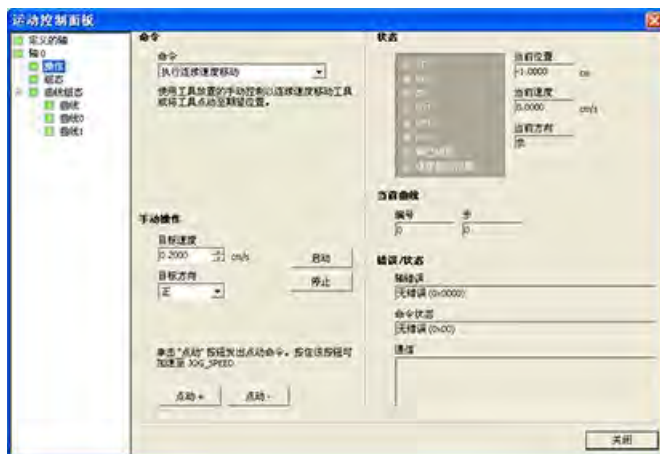 运动控制面板
定义的轴
轴0
操作
组态
曲线组态
曲线
曲线0
曲线1
命令
命令
执行连续速度移动
使用工具放置的手动控制以连续速度移动工具
或将工具点动至期望位置。
手动操作
目标速度
0.2000 cm/s
启动
目标方向
正
停止
单击"点动"按钮发出点动命令。按住该按钮可
加速至 JOG_SPEED
点动 + 点动 -
状态
当前位置
-1.0000 cm
当前速度
0.0000 cm/s
当前方向
当前曲线
编号 步
0 0
错误/状态
轴错误
无错误 (0x0000)
命令状态
无错误 (0x00)
通信
关闭